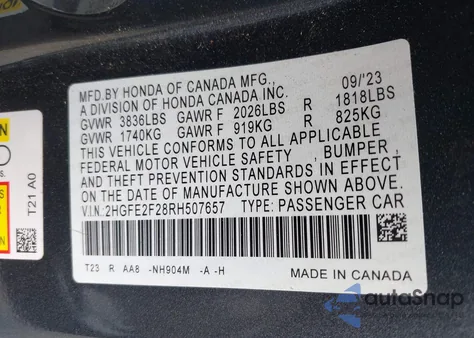 MFD.BY HONDA OF CANADA MFG.,
A DIVISION OF HONDA CANADA INC. 09/'23
GVWR 3836LBS GAWR F 2026LBS R 1818LBS
GVWR 1740KG GAWR F 919KG R 825KG
THIS VEHICLE CONFORMS TO ALL APPLICABLE
FEDERAL MOTOR VEHICLE SAFETY , BUMPER ,
AND THEFT PREVENTION STANDARDS IN EFFECT
ON THE DATE OF MANUFACTURE SHOWN ABOVE.
V.I.N: 2HGFE2F28RH507657 TYPE: PASSENGER CAR
T23 R AA8 -NH904M -A -H
MADE IN CANADA
T21 A0
autoSnap